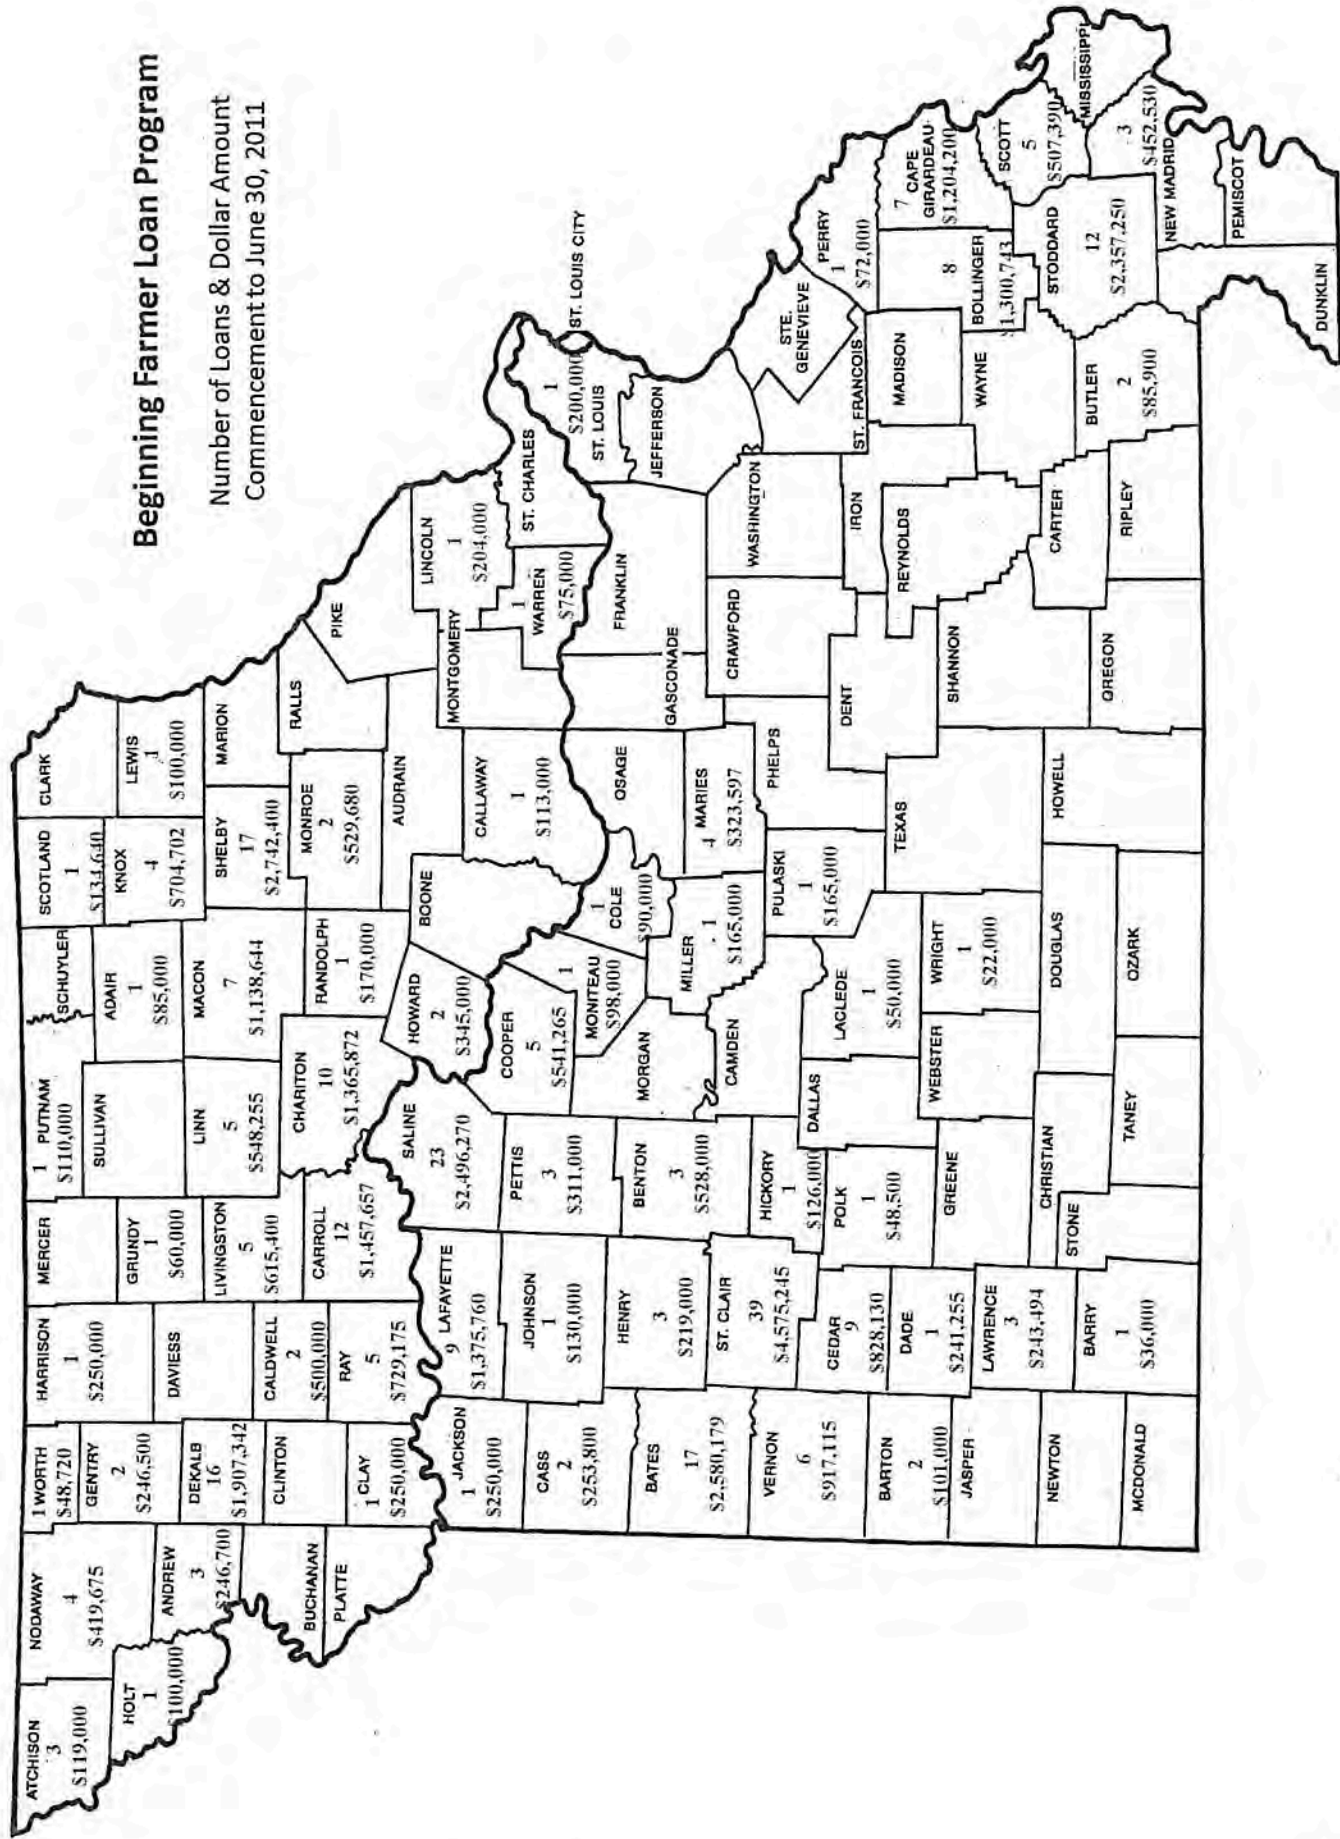 Beginning Farmer Loan Program
Number of Loans & Dollar Amount
Commencement to June 30, 2011
ATCHISON
3
$119,000
NODAWAY
4
$419,675
HOLT
1
$100,000
ANDREW
3
$246,700
BUCHANAN
PLATTE
1 WORTH
$48,720
GENTRY
2
$246,500
DEKALB
16
$1,907,342
CLINTON
1 CLAY
$250,000
HARRISON
1
$250,000
DAVIESS
CALDWELL
2
$500,000
RAY
5
$729,175
MERCER
GRUNDY
1
$60,000
LIVINGSTON
5
$615,400
CARROLL
12
$1,457,657
1 PUTNAM
$110,000
SULLIVAN
LINN
5
$548,255
CHARITON
10
$1,365,872
SCHUYLER
ADAIR
1
$85,000
MACON
7
$1,138,644
RANDOLPH
1
$170,000
HOWARD
2
$345,000
SCOTLAND
1
$134,640
KNOX
4
$704,702
SHELBY
17
$2,742,400
MONROE
2
$529,680
AUDRAIN
BOONE
CLARK
LEWIS
1
$100,000
MARION
RALLS
PIKE
CALLAWAY
1
$113,000
MONTGOMERY
LINCOLN
1
$204,000
1
WARREN
$75,000
ST. CHARLES
1
$200,000
ST. LOUIS
ST. LOUIS CITY
JEFFERSON
FRANKLIN
GASCONADE
OSAGE
1
COLE
$90,000
1
MONITEAU
$98,000
COOPER
5
$541,265
SALINE
23
$2,496,270
9 LAFAYETTE
$1,375,760
JACKSON
1
$250,000
CASS
2
$253,800
JOHNSON
1
$130,000
PETTIS
3
$311,000
MORGAN
MILLER
1
$165,000
MARIES
4
$323,597
BATES
17
$2,580,179
HENRY
3
$219,000
BENTON
3
$528,000
CAMDEN
PULASKI
1
$165,000
PHELPS
CRAWFORD
WASHINGTON
STE.
GENEVIEVE
ST. FRANCOIS
PERRY
1
$72,000
VERNON
6
$917,115
ST. CLAIR
39
$4,575,245
HICKORY
1
$126,000
DALLAS
LACLEDE
1
$50,000
TEXAS
DENT
IRON
REYNOLDS
MADISON
8
BOLLINGER
$1,300,743
7 CAPE
GIRARDEAU
$1,204,200
CEDAR
9
$828,130
POLK
1
$48,500
WEBSTER
WRIGHT
1
$22,000
SHANNON
WAYNE
SCOTT
5
$507,390
MISSISSIPPI
BARTON
2
$101,000
DADE
1
$241,255
GREENE
STODDARD
12
$2,357,250
JASPER
LAWRENCE
3
$243,494
CHRISTIAN
DOUGLAS
HOWELL
CARTER
BUTLER
2
$85,900
3
$452,530
NEW MADRID
NEWTON
BARRY
1
$36,000
STONE
TANEY
OZARK
OREGON
RIPLEY
PEMISCOT
MCDONALD
DUNKLIN